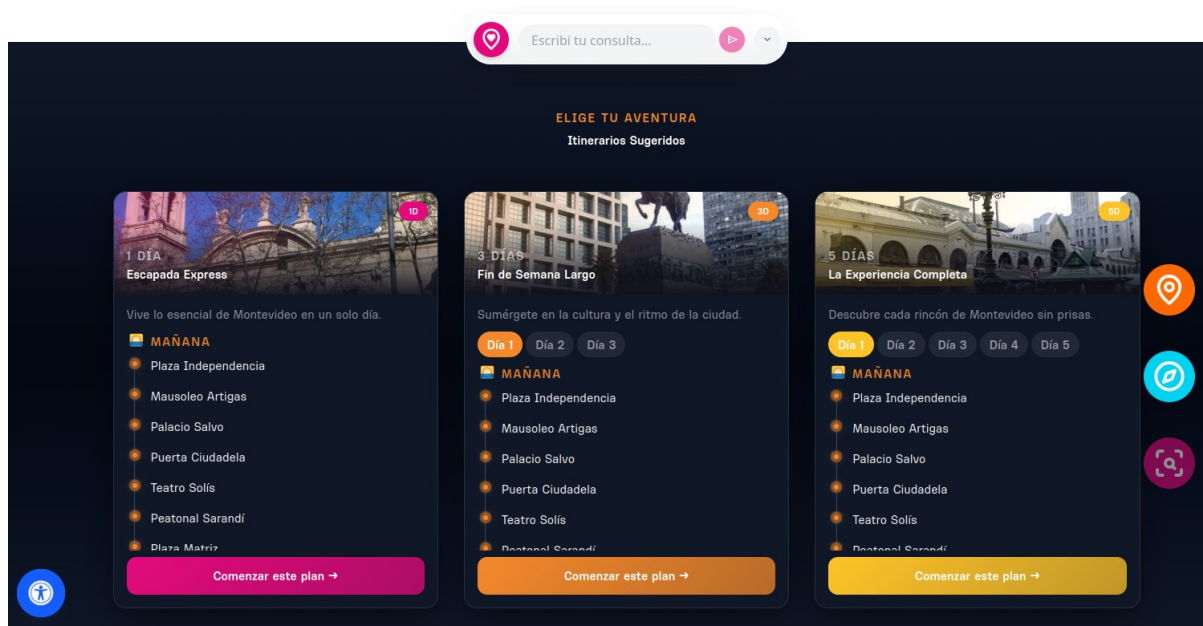 Escribí tu consulta...
ELIGE TU AVENTURA
Itinerarios Sugeridos
1D
1 DÍA
Escapada Express
Vive lo esencial de Montevideo en un solo día.
MAÑANA
Plaza Independencia
Mausoleo Artigas
Palacio Salvo
Puerta Ciudadela
Teatro Solís
Peatonal Sarandí
Plaza Matriz
Comenzar este plan →
3D
3 DÍAS
Fin de Semana Largo
Sumérgete en la cultura y el ritmo de la ciudad.
Día 1 Día 2 Día 3
MAÑANA
Plaza Independencia
Mausoleo Artigas
Palacio Salvo
Puerta Ciudadela
Teatro Solís
Peatonal Sarandí
Comenzar este plan →
5D
5 DÍAS
La Experiencia Completa
Descubre cada rincón de Montevideo sin prisas.
Día 1 Día 2 Día 3 Día 4 Día 5
MAÑANA
Plaza Independencia
Mausoleo Artigas
Palacio Salvo
Puerta Ciudadela
Teatro Solís
Peatonal Sarandí
Comenzar este plan →